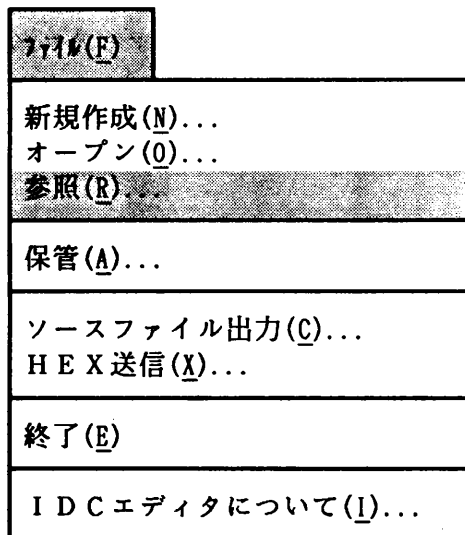 ファイル(F)
新規作成(N)...
オープン(O)...
参照(R)...
保管(A)...
ソースファイル出力(C)...
HEX送信(X)...
終了(E)
IDCエディタについて(I)...